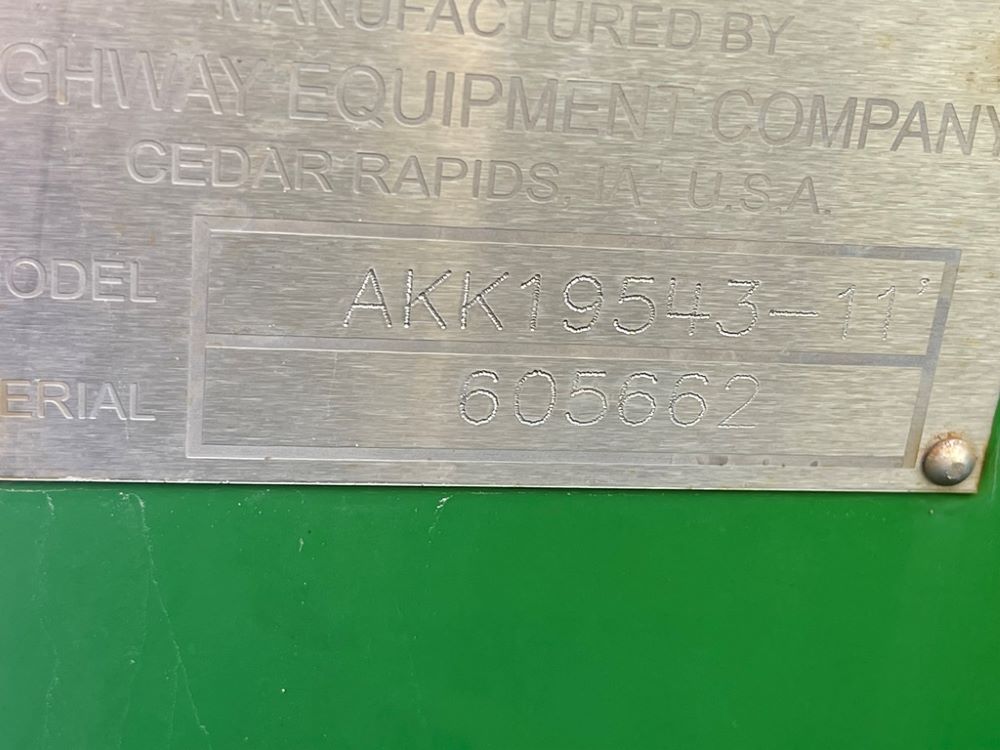 MANUFACTURED BY
GHWAY EQUIPMENT COMPANY
CEDAR RAPIDS, IA U.S.A.
ODEL AKK19543-11°
ERIAL 605662